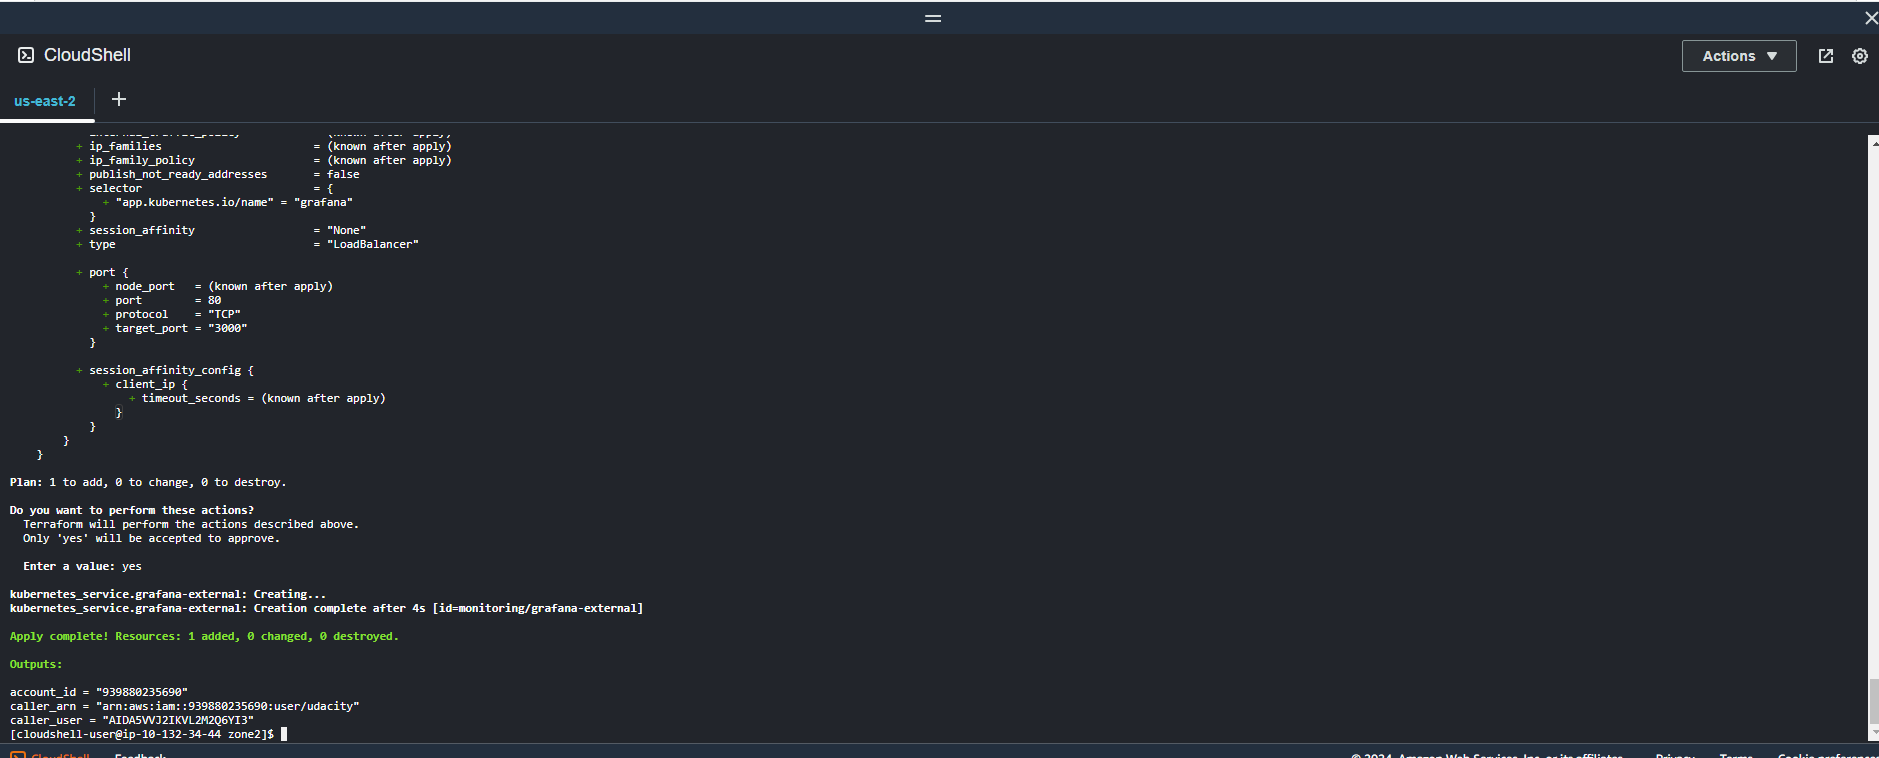 CloudShell
Actions ▼
us-east-2 +
+ ip_families = (known after apply)
+ ip_family_policy = (known after apply)
+ publish_not_ready_addresses = false
+ selector = {
+ "app.kubernetes.io/name" = "grafana"
}
+ session_affinity = "None"
+ type = "LoadBalancer"
+ port {
+ node_port = (known after apply)
+ port = 80
+ protocol = "TCP"
+ target_port = "3000"
}
+ session_affinity_config {
+ client_ip {
+ timeout_seconds = (known after apply)
}
}
}
}
Plan: 1 to add, 0 to change, 0 to destroy.
Do you want to perform these actions?
Terraform will perform the actions described above.
Only 'yes' will be accepted to approve.
Enter a value: yes
kubernetes_service.grafana-external: Creating...
kubernetes_service.grafana-external: Creation complete after 4s [id=monitoring/grafana-external]
Apply complete! Resources: 1 added, 0 changed, 0 destroyed.
Outputs:
account_id = "939880235690"
caller_arn = "arn:aws:iam::939880235690:user/udacity"
caller_user = "AIDA5VVJ2IKVL2M2Q6YI3"
[cloudshell-user@ip-10-132-34-44 zone2]$
CloudShell Feedback © 2024, Amazon Web Services, Inc. or its affiliates. Privacy Terms Cookie preferences